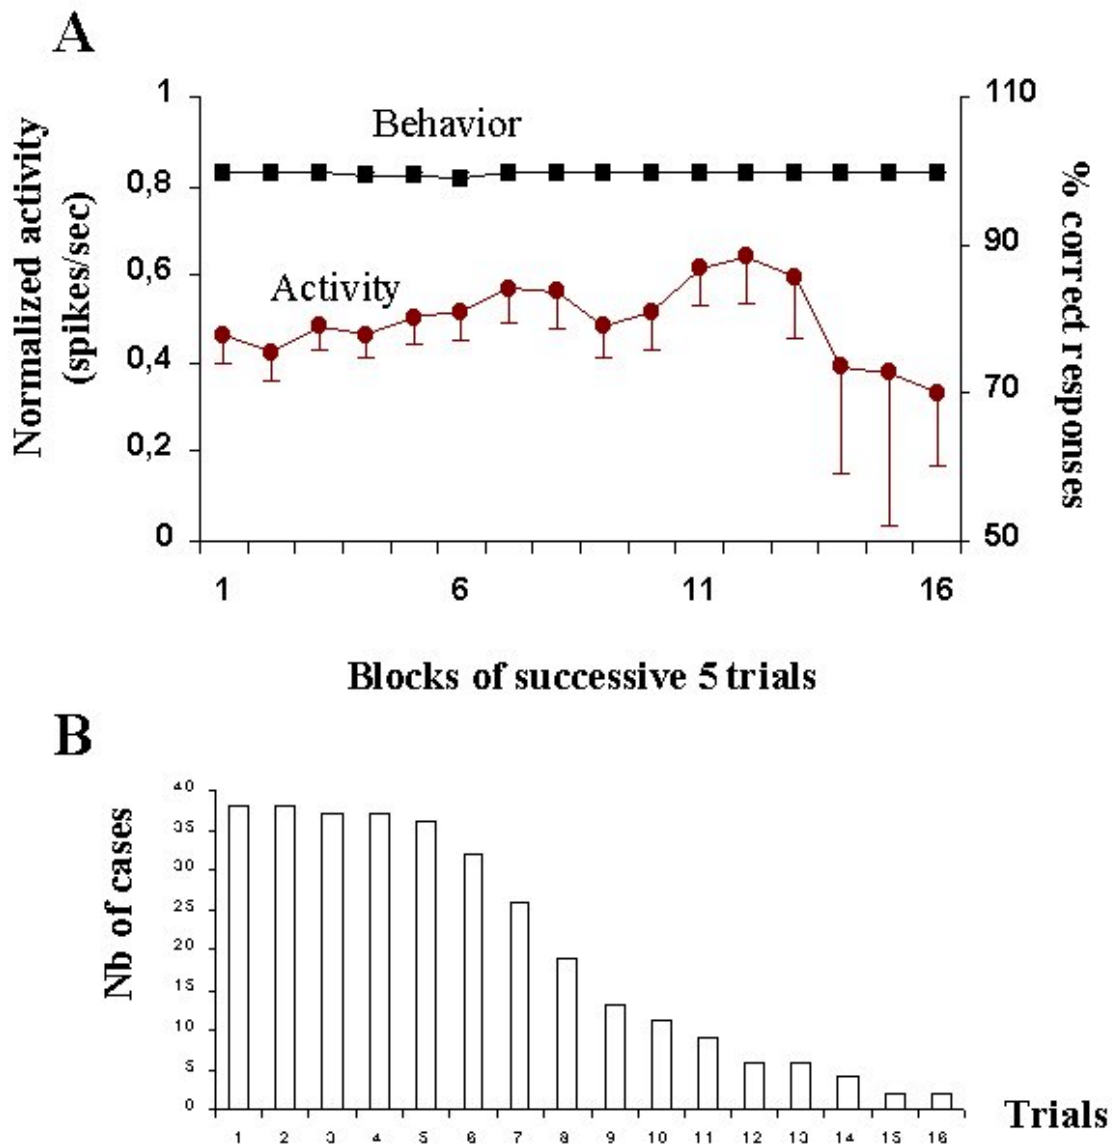 A
1
0,8
0,6
0,4
0,2
0
Normalized activity
(spikes/sec)
Behavior
Activity
110
90
70
50
% correct responses
1 6 11 16
Blocks of successive 5 trials
B
40
35
30
25
20
15
10
5
0
Nb of cases
1 2 3 4 5 6 7 8 9 10 11 12 13 14 15 16
Trials